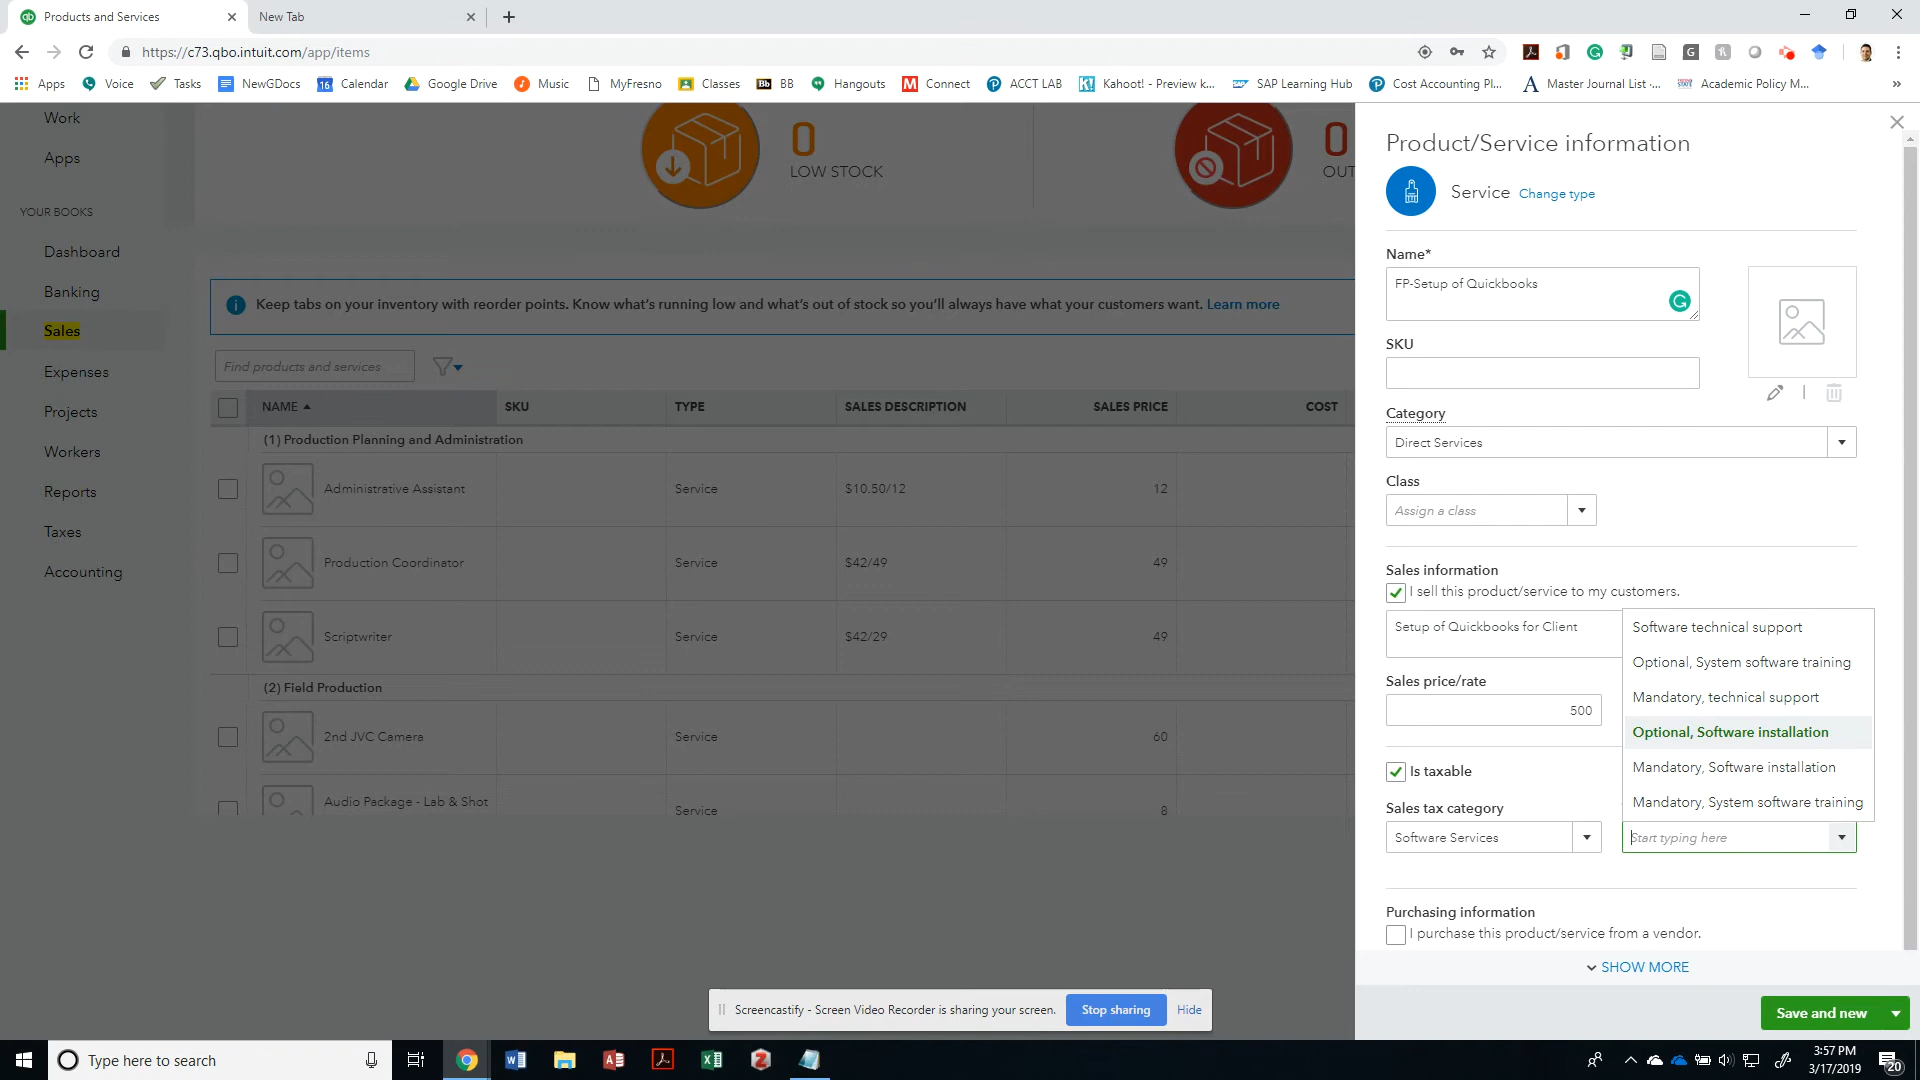 Products and Services
New Tab
https://c73.qbo.intuit.com/app/items
Apps
Voice
Tasks
NewGDocs
Calendar
Google Drive
Music
MyFresno
Classes
BB
Hangouts
Connect
ACCT LAB
Kahoot! - Preview k...
SAP Learning Hub
Cost Accounting Pl...
Master Journal List -...
Academic Policy M...
Work
Apps
YOUR BOOKS
Dashboard
Banking
Sales
Expenses
Projects
Workers
Reports
Taxes
Accounting
0
LOW STOCK
0
OUT
Keep tabs on your inventory with reorder points. Know what's running low and what's out of stock so you'll always have what your customers want. Learn more
Find products and services
NAME SKU TYPE SALES DESCRIPTION SALES PRICE COST
(1) Production Planning and Administration
Administrative Assistant Service $10.50/12 12
Production Coordinator Service $42/49 49
Scriptwriter Service $42/29 49
(2) Field Production
2nd JVC Camera Service 60
Audio Package - Lab & Shot Service 8
Product/Service information
Service Change type
Name*
FP-Setup of Quickbooks
SKU
Category
Direct Services
Class
Assign a class
Sales information
I sell this product/service to my customers.
Setup of Quickbooks for Client
Sales price/rate
500
Is taxable
Sales tax category
Software Services
Software technical support
Optional, System software training
Mandatory, technical support
Optional, Software installation
Mandatory, Software installation
Mandatory, System software training
Start typing here
Purchasing information
I purchase this product/service from a vendor.
SHOW MORE
Save and new
Screencastify - Screen Video Recorder is sharing your screen.
Stop sharing
Hide
Type here to search
3:57 PM
3/17/2019
20